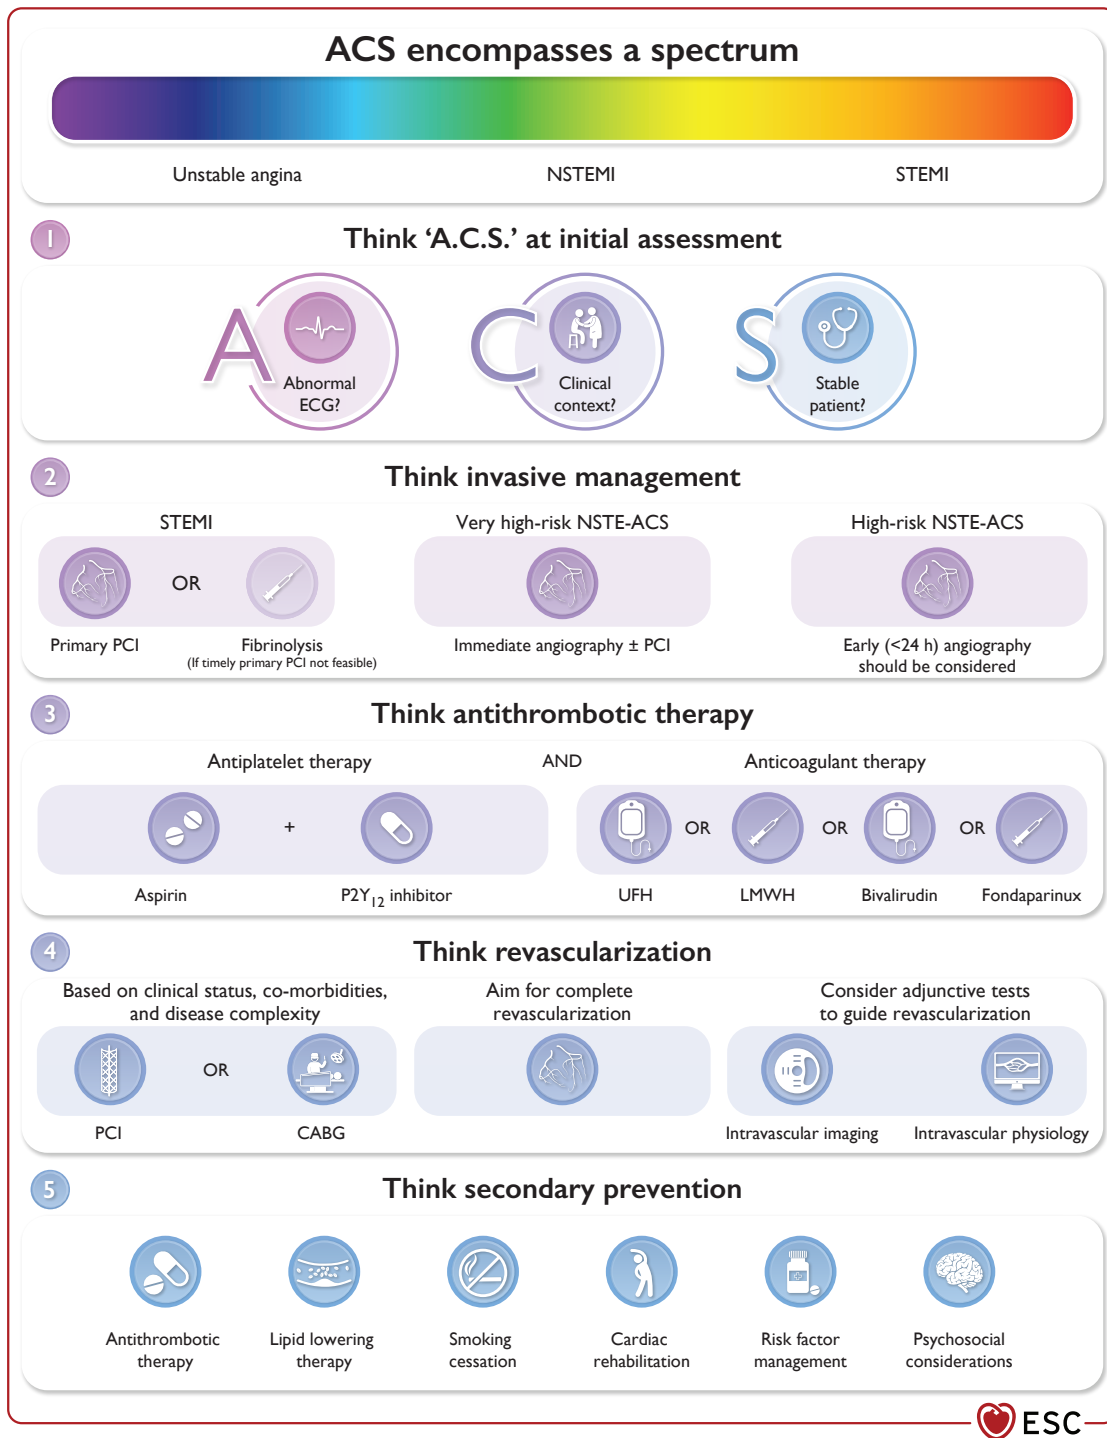 ACS encompasses a spectrum
Unstable angina
NSTEMI
STEMI
1
Think ‘A.C.S.’ at initial assessment
A
Abnormal
ECG?
C
Clinical
context?
S
Stable
patient?
2
Think invasive management
STEMI
OR
Primary PCI
Fibrinolysis
(If timely primary PCI not feasible)
Very high-risk NSTE-ACS
Immediate angiography ± PCI
High-risk NSTE-ACS
Early (<24 h) angiography
should be considered
3
Think antithrombotic therapy
Antiplatelet therapy
AND
Anticoagulant therapy
+
Aspirin
P2Y12 inhibitor
OR
OR
OR
UFH
LMWH
Bivalirudin
Fondaparinux
4
Think revascularization
Based on clinical status, co-morbidities,
and disease complexity
OR
PCI
CABG
Aim for complete
revascularization
Consider adjunctive tests
to guide revascularization
Intravascular imaging
Intravascular physiology
5
Think secondary prevention
Antithrombotic
therapy
Lipid lowering
therapy
Smoking
cessation
Cardiac
rehabilitation
Risk factor
management
Psychosocial
considerations
ESC